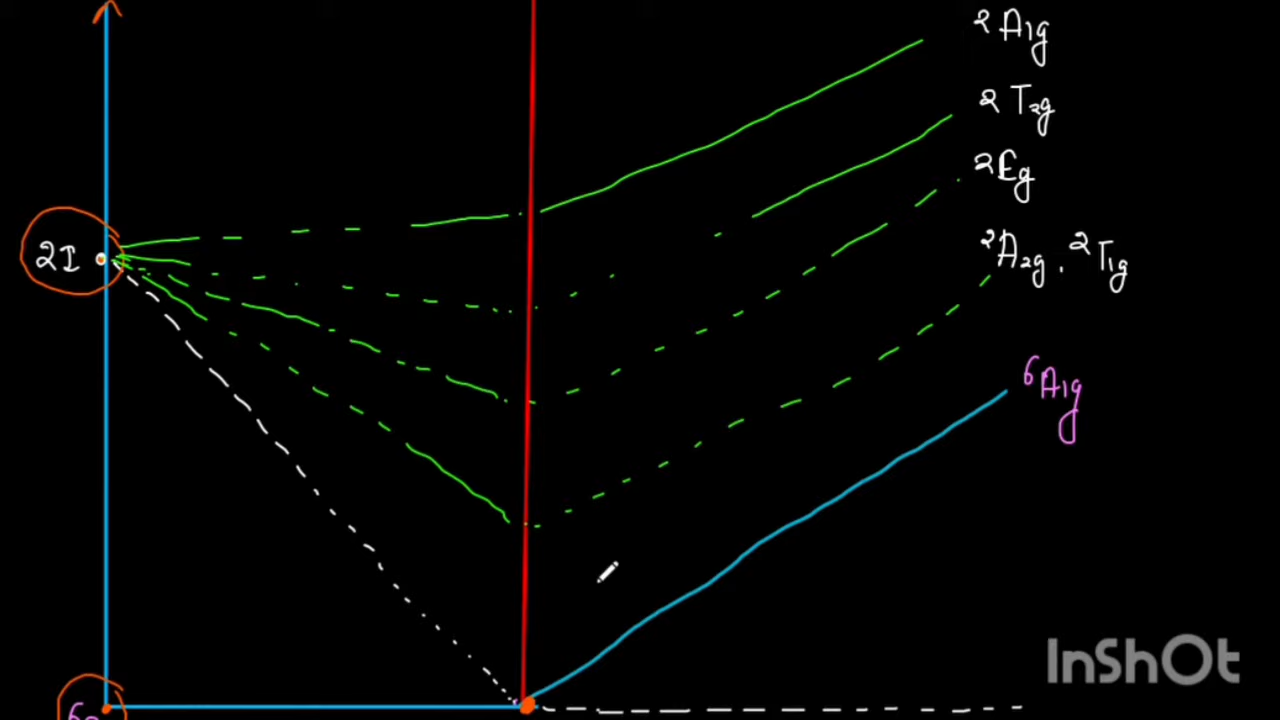 ²A₁g
²T₂g
²Eg
²A₂g . ²T₁g
2I
⁶A₁g
InShOt